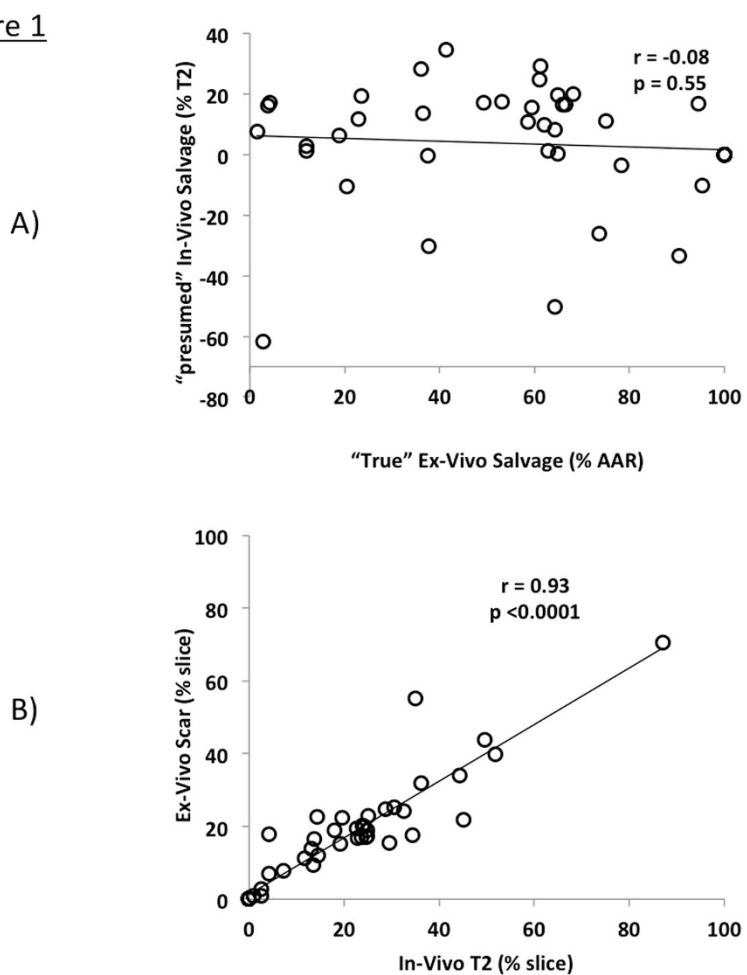 re 1
A)
"presumed" In-Vivo Salvage (% T2)
40
20
0
-20
-40
-60
-80
r = -0.08
p = 0.55
0 20 40 60 80 100
"True" Ex-Vivo Salvage (% AAR)
B)
Ex-Vivo Scar (% slice)
100
80
60
40
20
0
r = 0.93
p <0.0001
0 20 40 60 80 100
In-Vivo T2 (% slice)